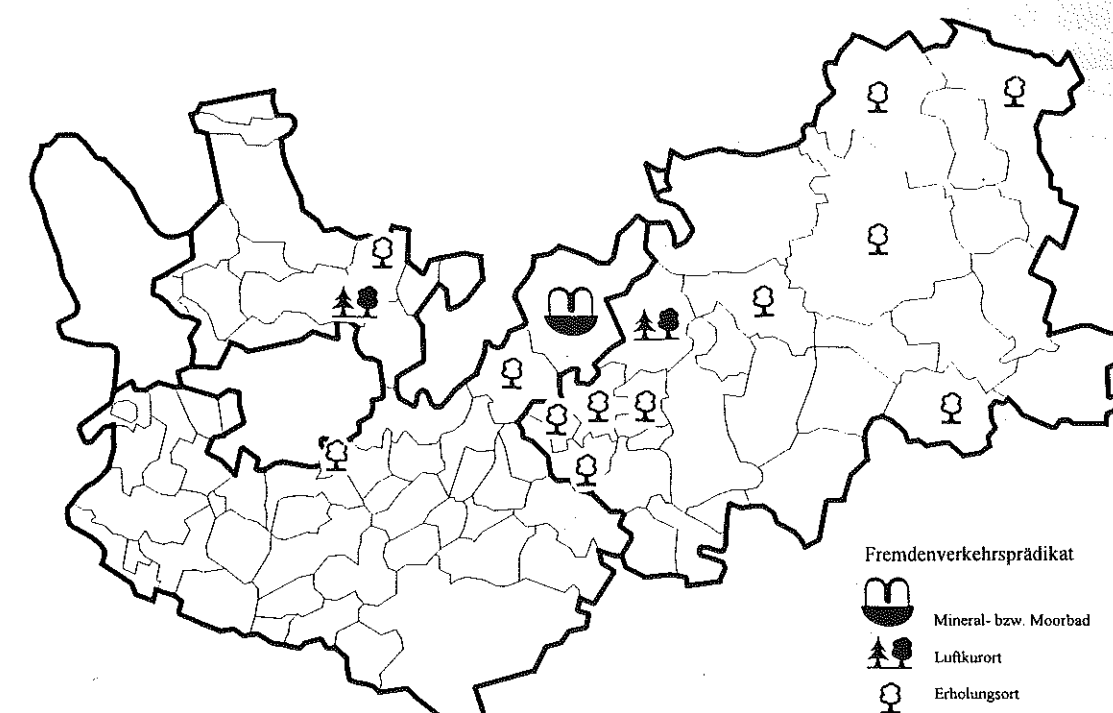 Fremdenverkehrsprädikat
Mineral- bzw. Moorbad
Luftkurort
Erholungsort